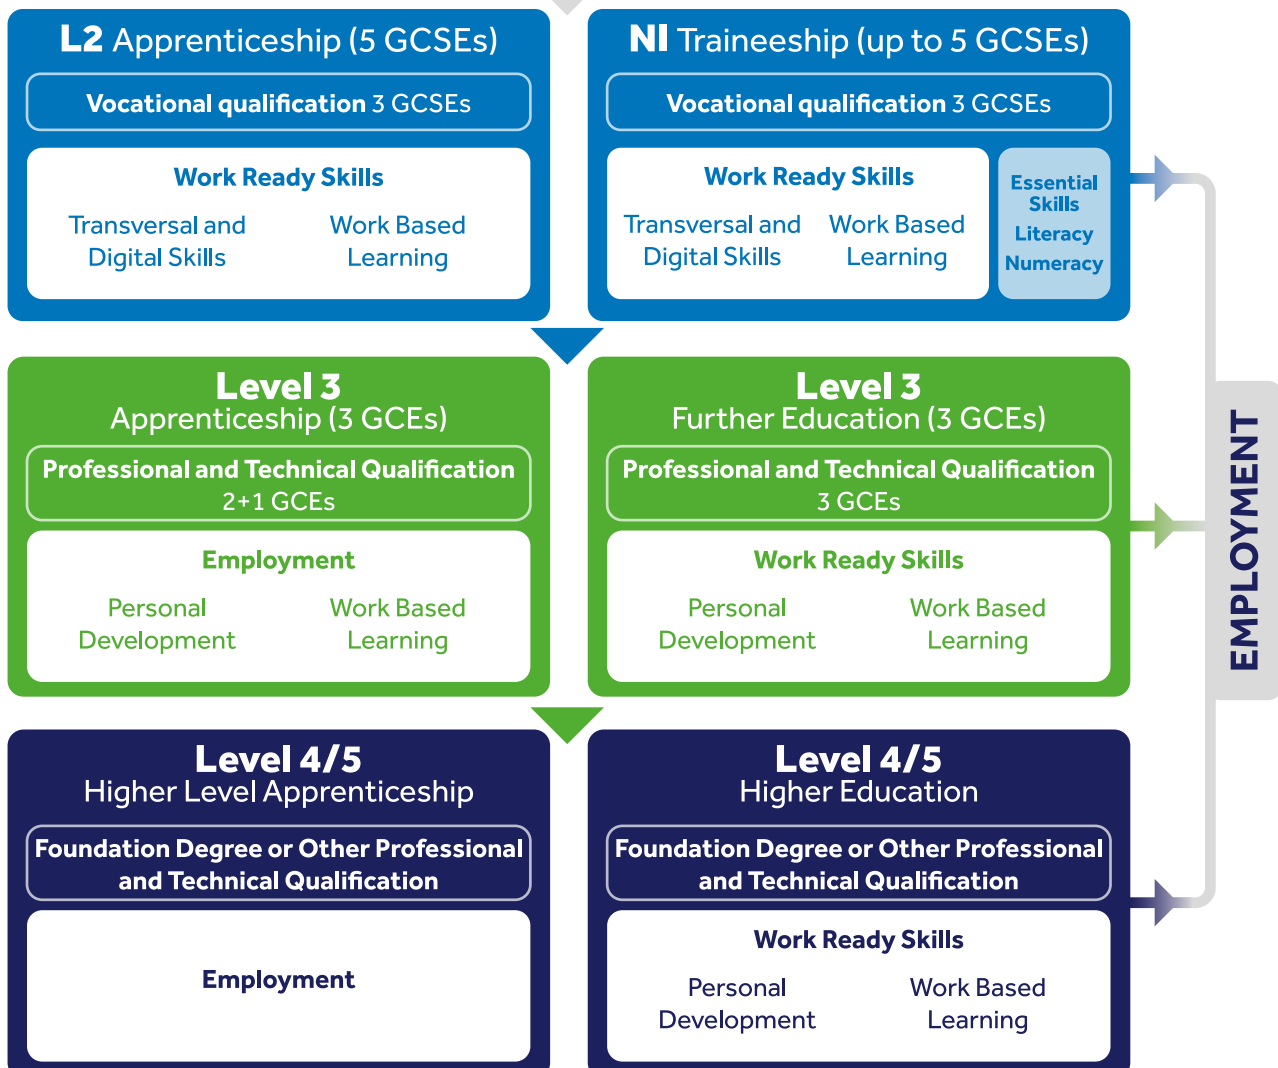 L2 Apprenticeship (5 GCSEs)
Vocational qualification 3 GCSEs
Work Ready Skills
Transversal and
Digital Skills
Work Based
Learning
NI Traineeship (up to 5 GCSEs)
Vocational qualification 3 GCSEs
Work Ready Skills
Transversal and
Digital Skills
Work Based
Learning
Essential
Skills
Literacy
Numeracy
Level 3
Apprenticeship (3 GCEs)
Professional and Technical Qualification
2+1 GCEs
Employment
Personal
Development
Work Based
Learning
Level 3
Further Education (3 GCEs)
Professional and Technical Qualification
3 GCEs
Work Ready Skills
Personal
Development
Work Based
Learning
Level 4/5
Higher Level Apprenticeship
Foundation Degree or Other Professional
and Technical Qualification
Employment
Level 4/5
Higher Education
Foundation Degree or Other Professional
and Technical Qualification
Work Ready Skills
Personal
Development
Work Based
Learning
EMPLOYMENT